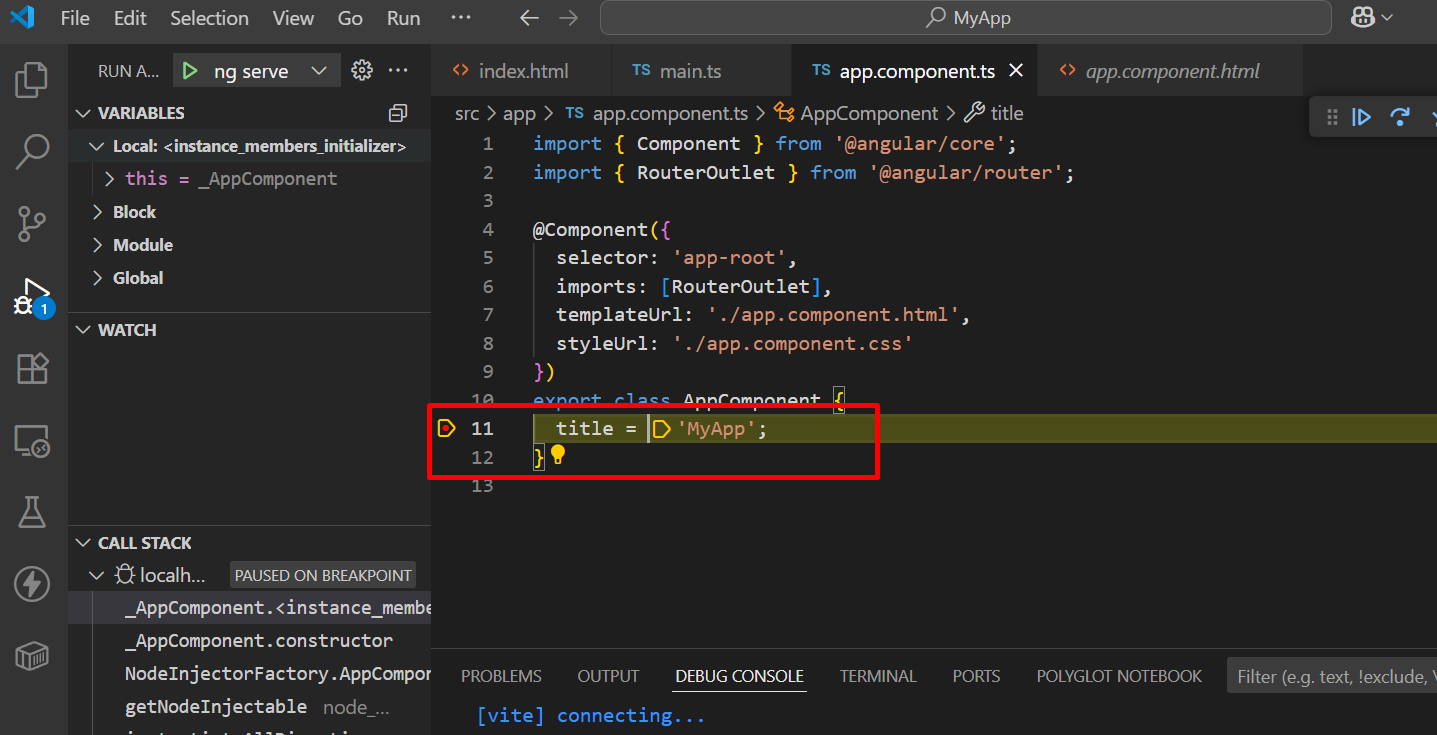 File Edit Selection View Go Run ··· MyApp
RUN A... ng serve ···
VARIABLES
Local: <instance_members_initializer>
this = _AppComponent
Block
Module
Global
WATCH
CALL STACK
localh... PAUSED ON BREAKPOINT
_AppComponent.<instance_membe
_AppComponent.constructor
NodeInjectorFactory.AppCompon
getNodeInjectable node_...
1
index.html TS main.ts TS app.component.ts app.component.html
src > app > TS app.component.ts > AppComponent > title
1 import { Component } from '@angular/core';
2 import { RouterOutlet } from '@angular/router';
3
4 @Component({
5 selector: 'app-root',
6 imports: [RouterOutlet],
7 templateUrl: './app.component.html',
8 styleUrl: './app.component.css'
9 })
10 export class AppComponent {
11 title = 'MyApp';
12 }
13
PROBLEMS OUTPUT DEBUG CONSOLE TERMINAL PORTS POLYGLOT NOTEBOOK Filter (e.g. text, !exclude,
[vite] connecting...